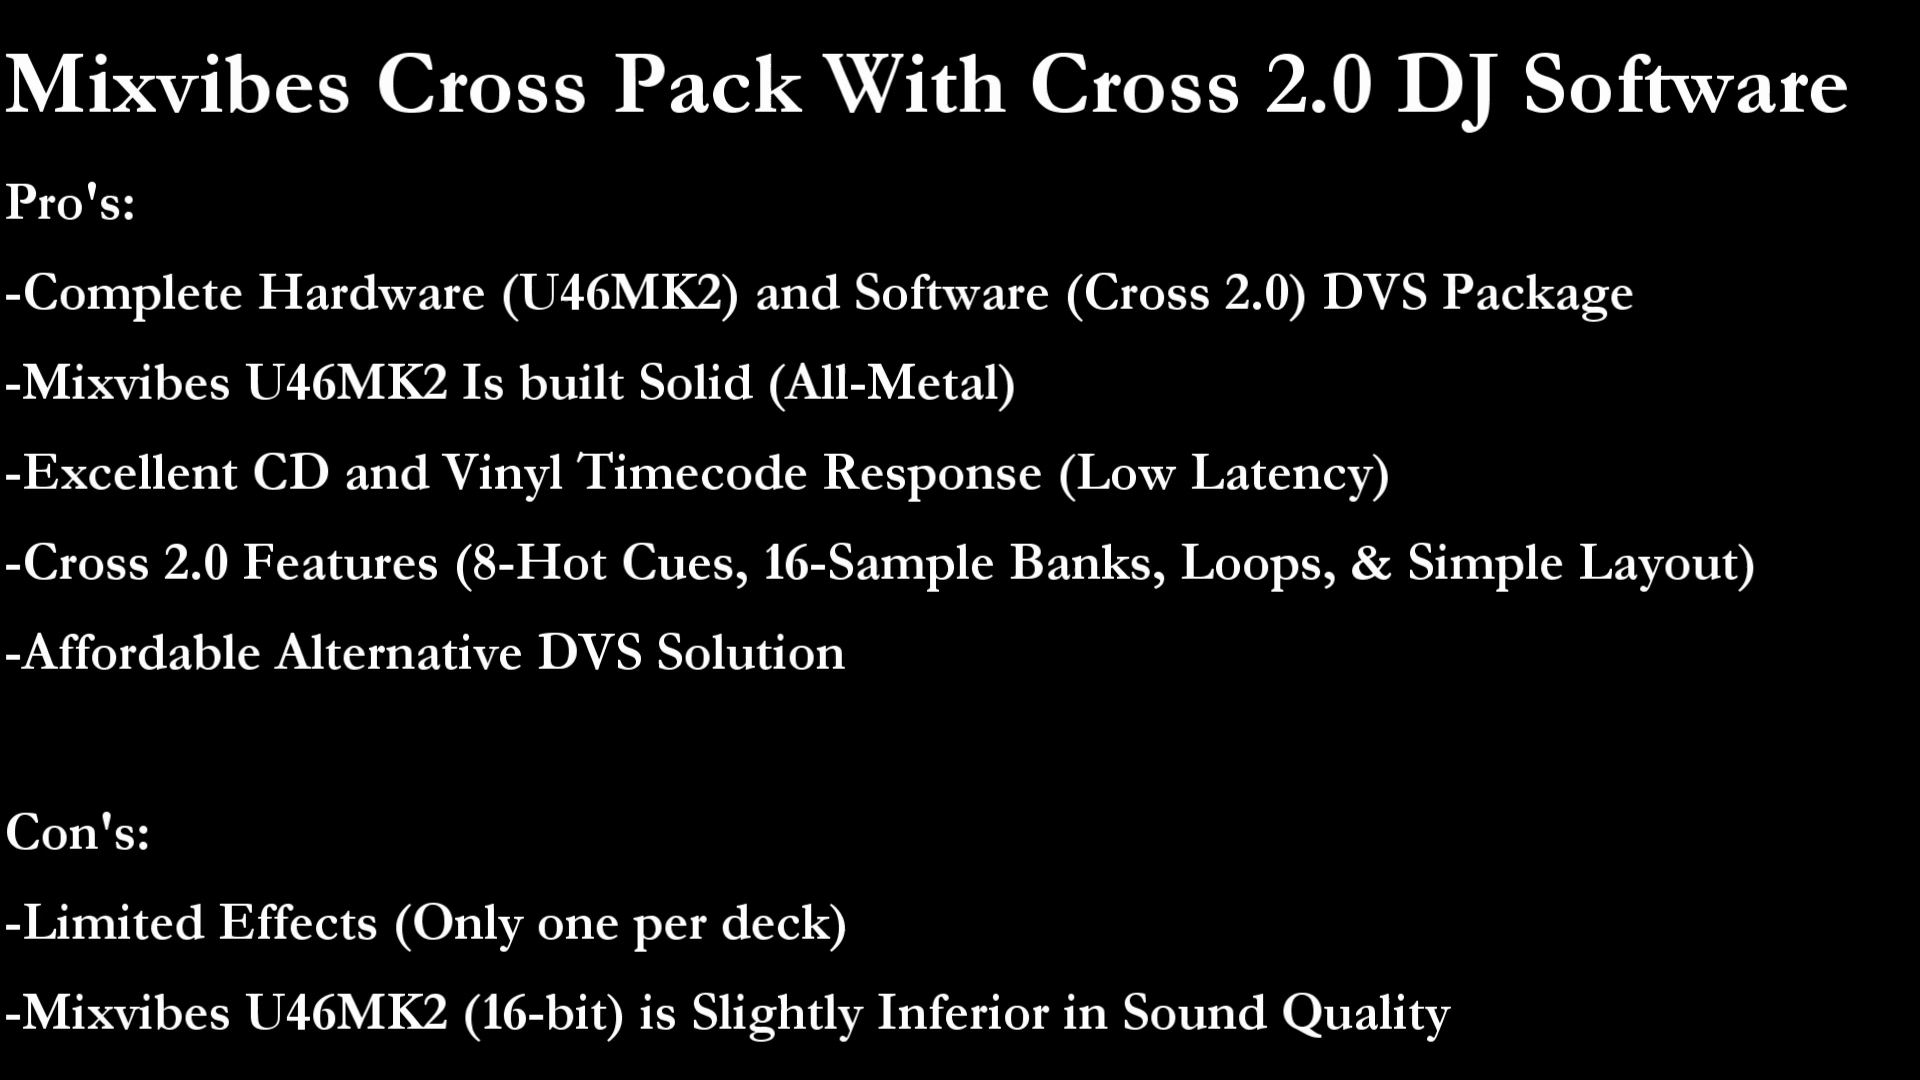 Mixvibes Cross Pack With Cross 2.0 DJ Software
Pro's:
-Complete Hardware (U46MK2) and Software (Cross 2.0) DVS Package
-Mixvibes U46MK2 Is built Solid (All-Metal)
-Excellent CD and Vinyl Timecode Response (Low Latency)
-Cross 2.0 Features (8-Hot Cues, 16-Sample Banks, Loops, & Simple Layout)
-Affordable Alternative DVS Solution
Con's:
-Limited Effects (Only one per deck)
-Mixvibes U46MK2 (16-bit) is Slightly Inferior in Sound Quality